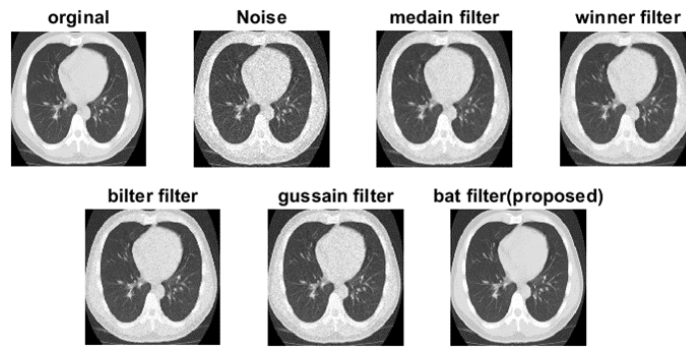 orginal
Noise
medain filter
winner filter
bilter filter
gussain filter
bat filter(proposed)